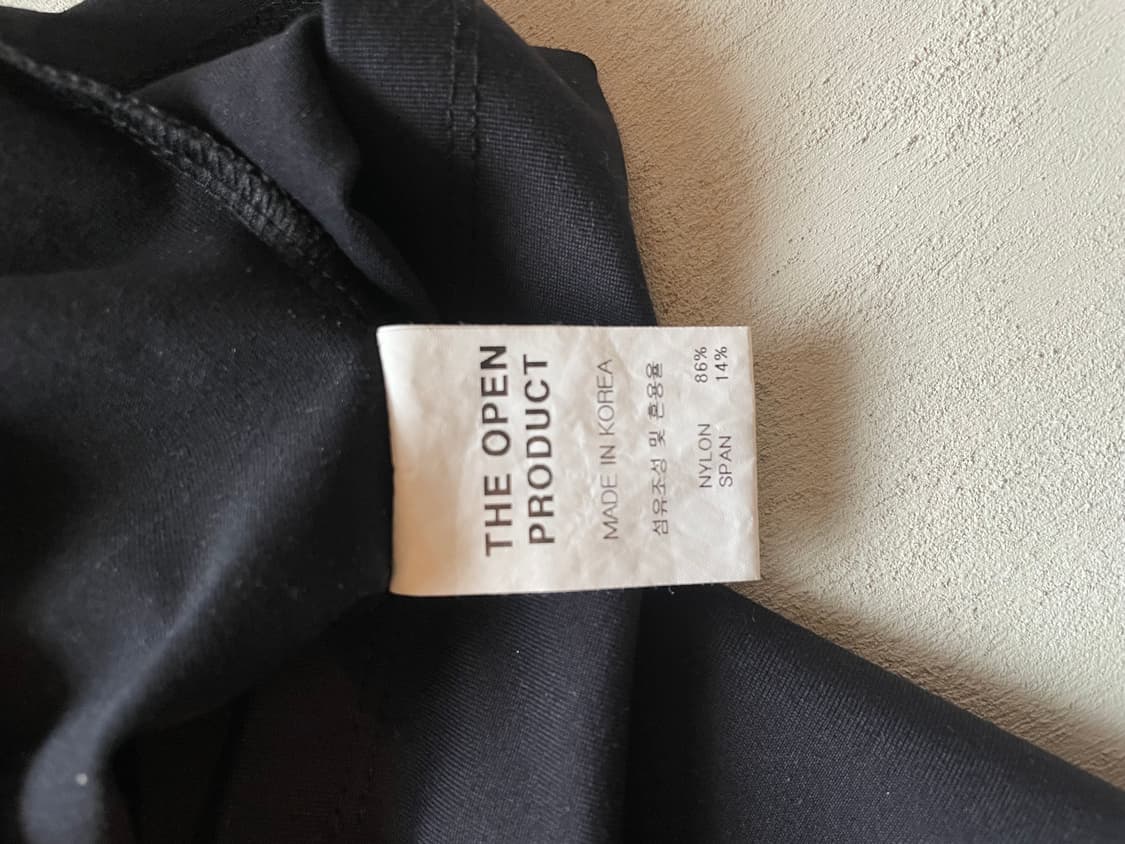 THE OPEN
PRODUCT
MADE IN KOREA
섬유조성 및 혼용율
NYLON 86%
SPAN 14%